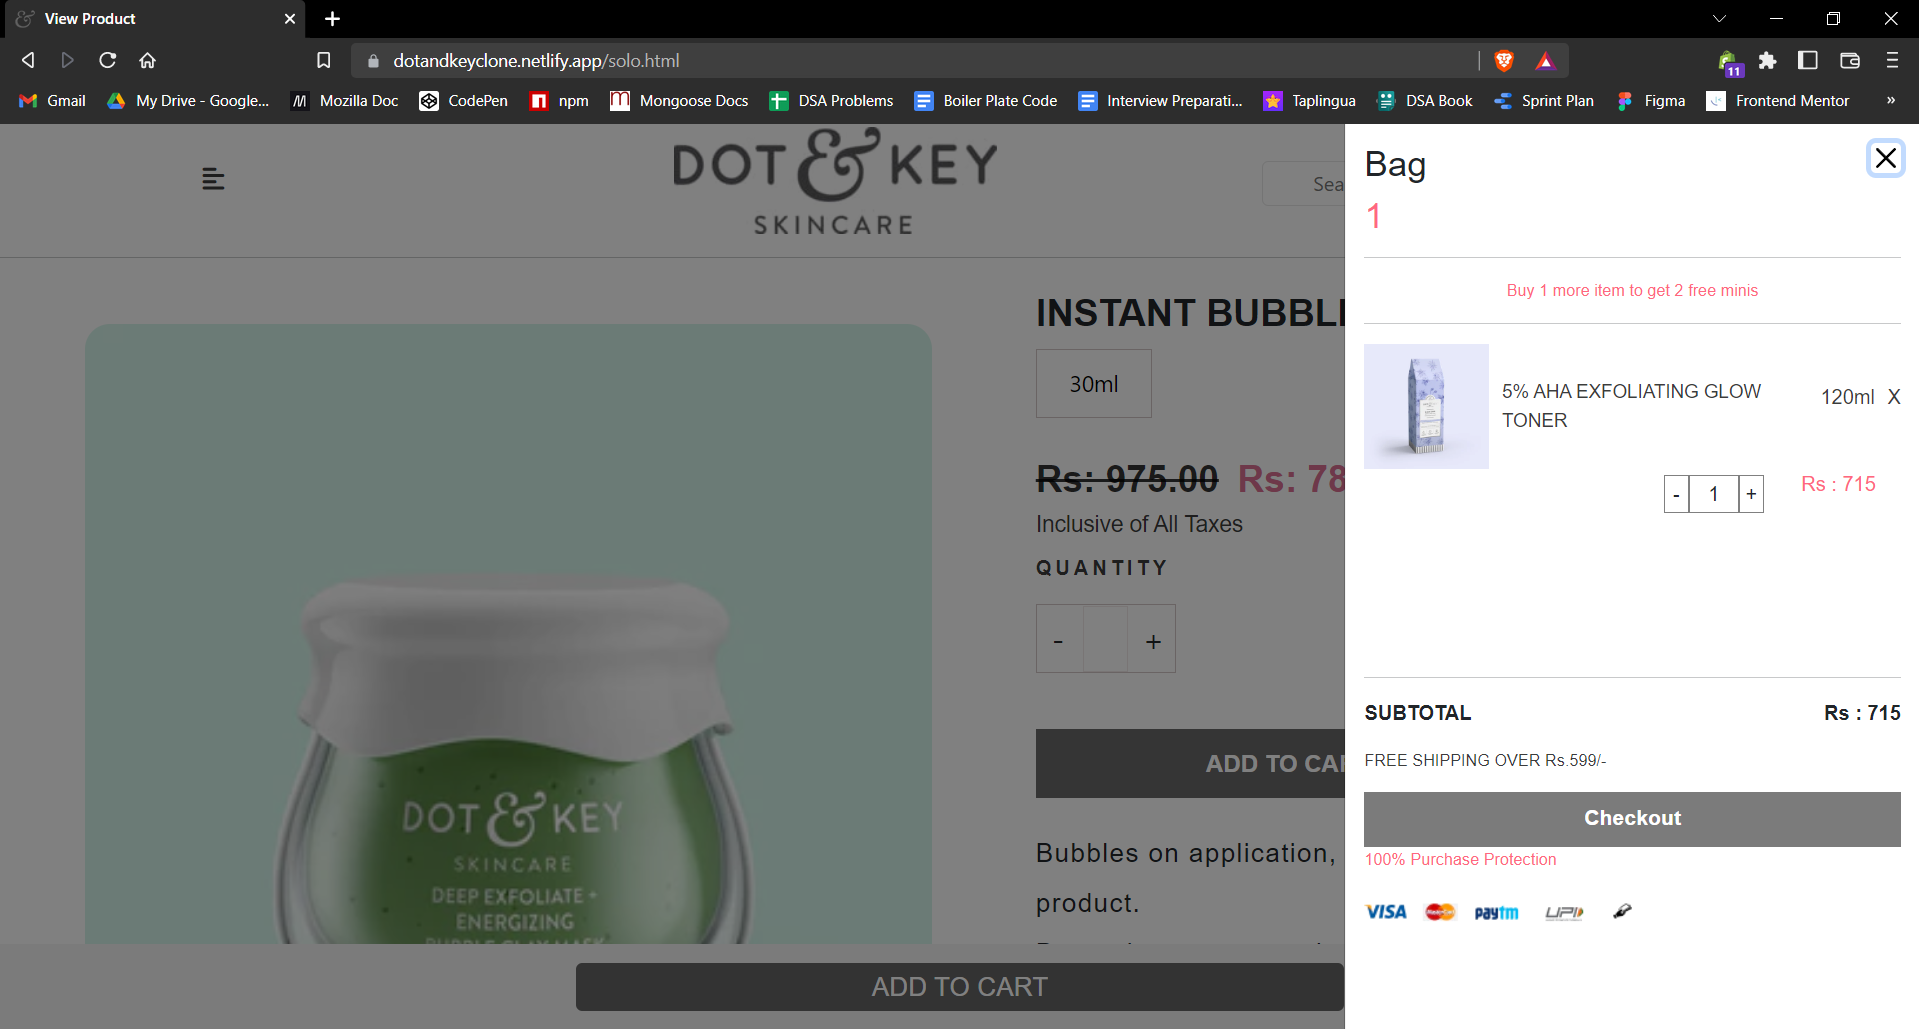 View Product
dotandkeyclone.netlify.app/solo.html
11
Gmail
My Drive - Google...
Mozilla Doc
CodePen
npm
Mongoose Docs
DSA Problems
Boiler Plate Code
Interview Preparati...
Taplingua
DSA Book
Sprint Plan
Figma
Frontend Mentor
»
DOT & KEY
SKINCARE
Sea
INSTANT BUBBL
30ml
Rs: 975.00 Rs: 78
Inclusive of All Taxes
QUANTITY
- +
ADD TO CA
Bubbles on application,
product.
DOT & KEY
SKINCARE
DEEP EXFOLIATE +
ENERGIZING
BUBBLE CLAY MASK
ADD TO CART
Bag
1
Buy 1 more item to get 2 free minis
5% AHA EXFOLIATING GLOW
TONER
120ml X
- 1 +
Rs : 715
SUBTOTAL Rs : 715
FREE SHIPPING OVER Rs.599/-
Checkout
100% Purchase Protection
VISA
MasterCard
paytm
UPI